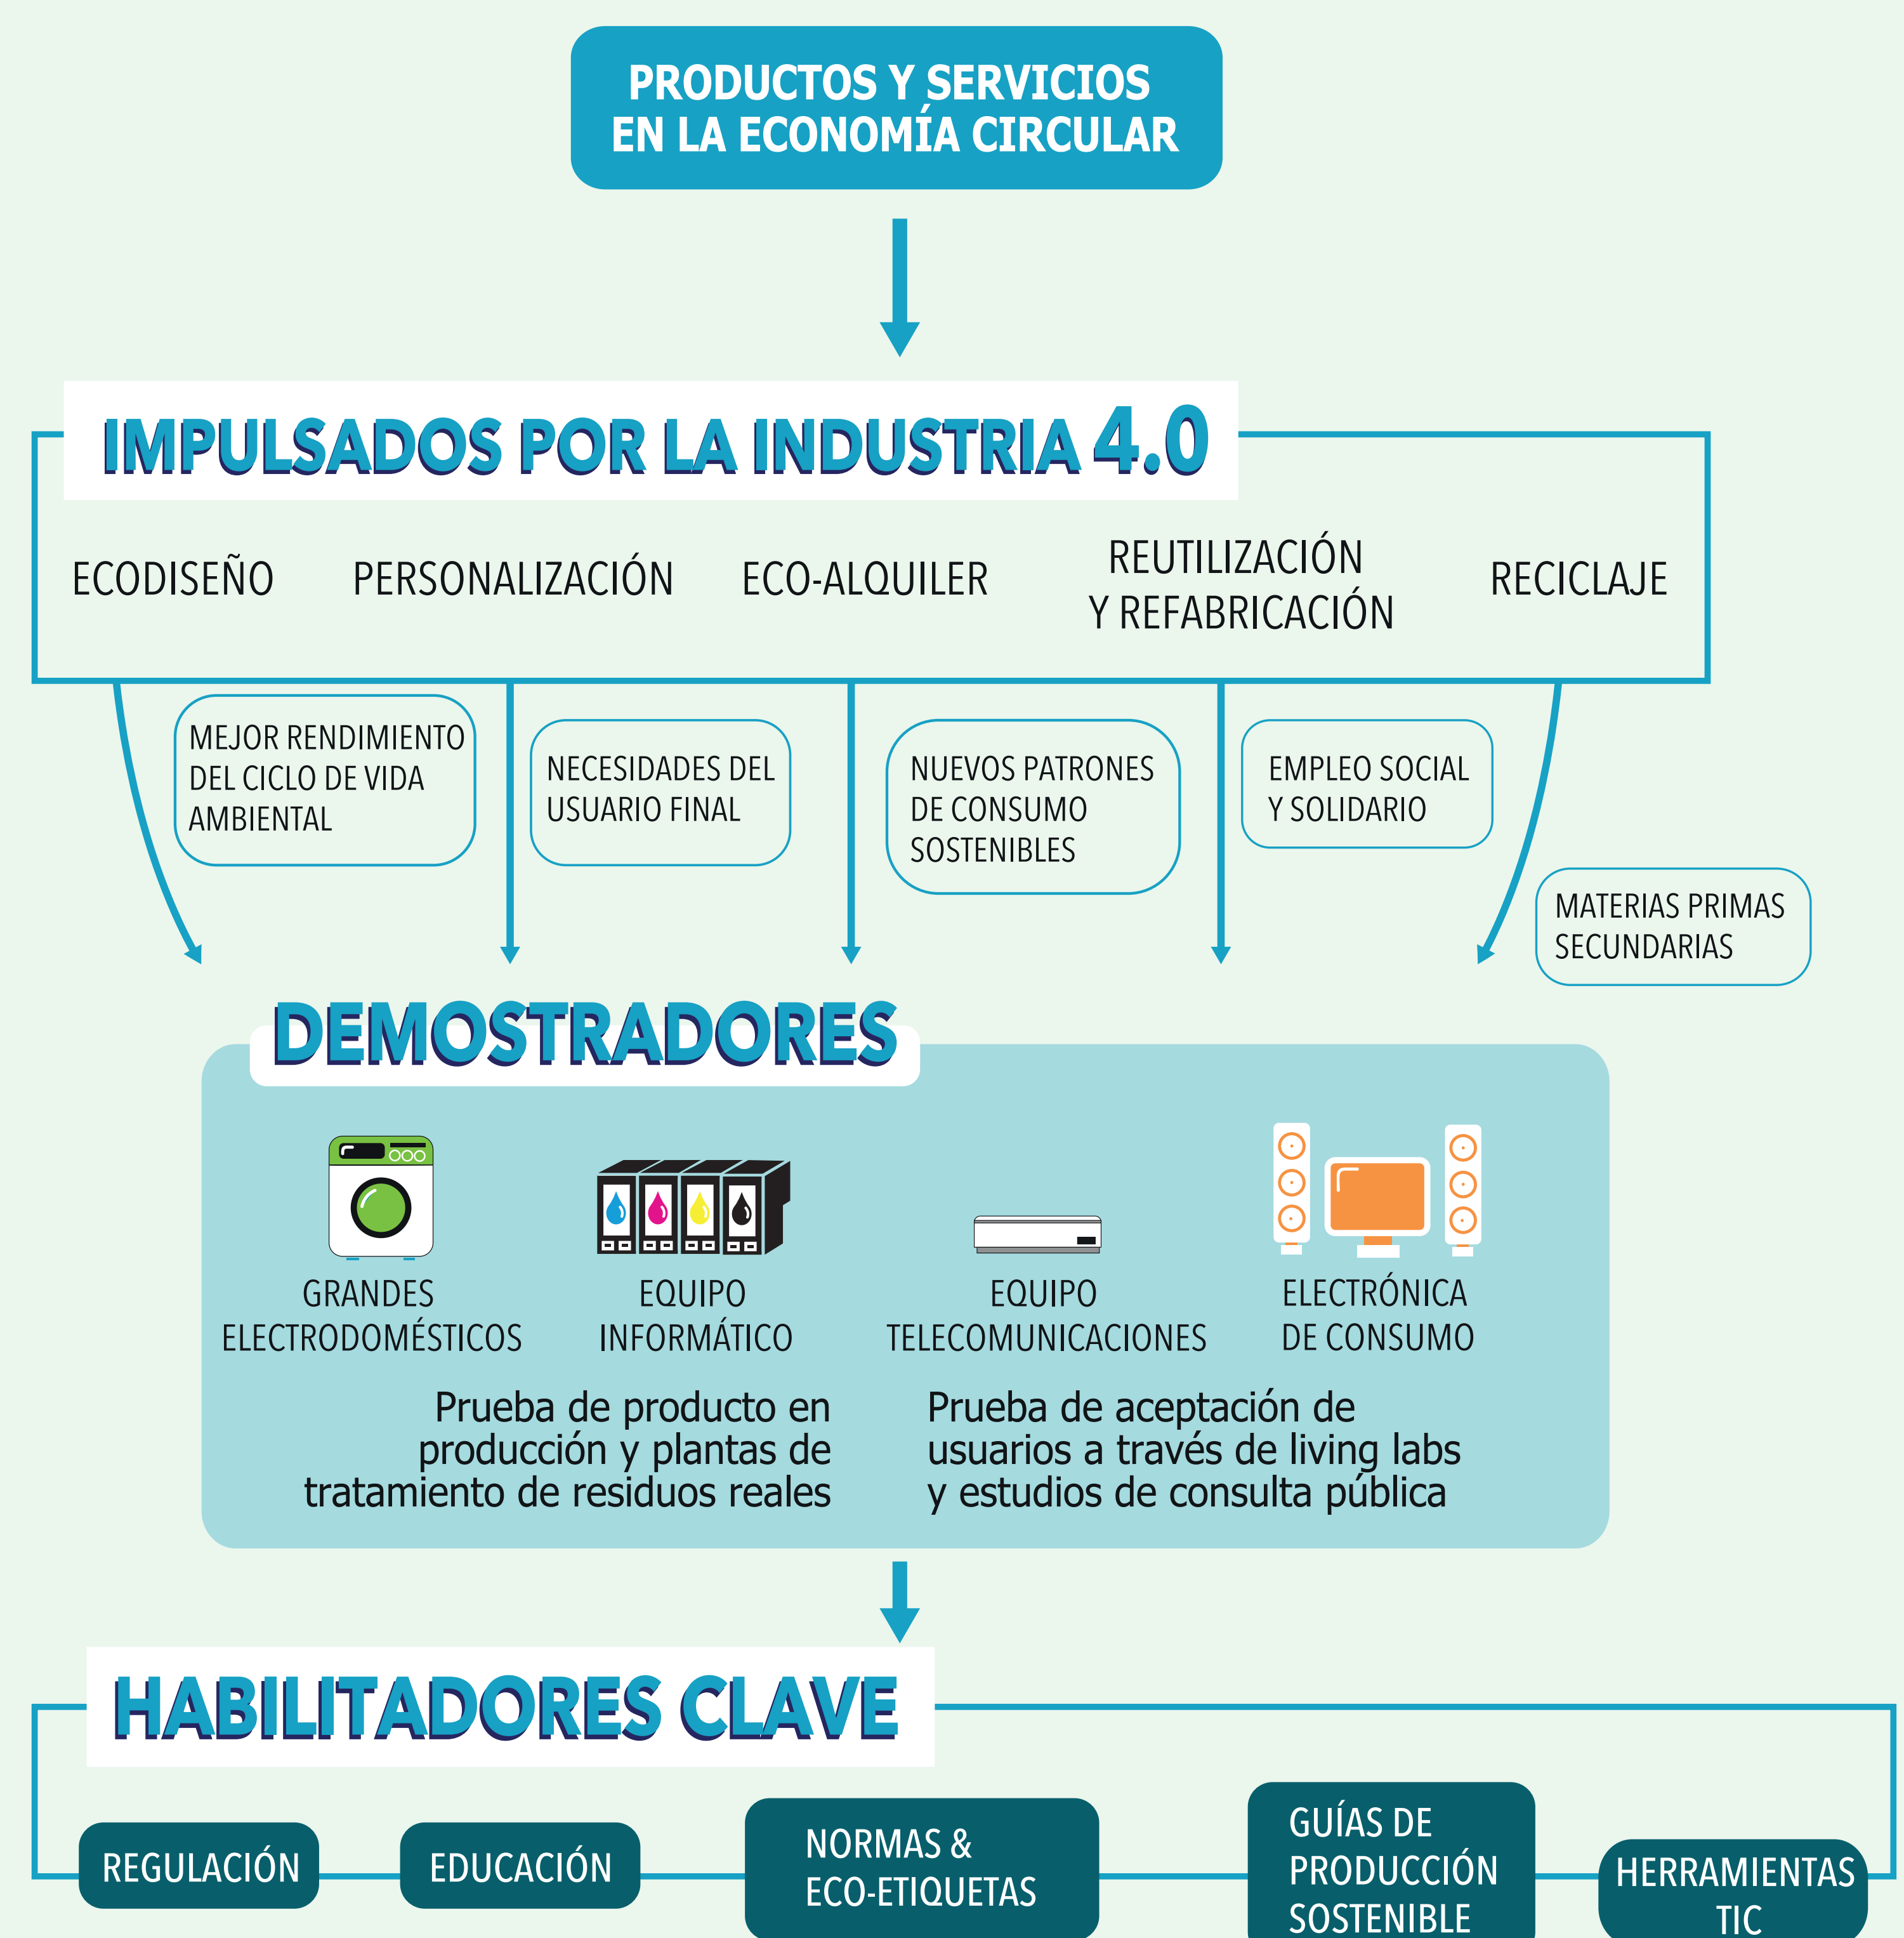 PRODUCTOS Y SERVICIOS
EN LA ECONOMÍA CIRCULAR
IMPULSADOS POR LA INDUSTRIA 4.0
ECODISEÑO
PERSONALIZACIÓN
ECO-ALQUILER
REUTILIZACIÓN
Y REFABRICACIÓN
RECICLAJE
MEJOR RENDIMIENTO
DEL CICLO DE VIDA
AMBIENTAL
NECESIDADES DEL
USUARIO FINAL
NUEVOS PATRONES
DE CONSUMO
SOSTENIBLES
EMPLEO SOCIAL
Y SOLIDARIO
MATERIAS PRIMAS
SECUNDARIAS
DEMOSTRADORES
GRANDES
ELECTRODOMÉSTICOS
EQUIPO
INFORMÁTICO
EQUIPO
TELECOMUNICACIONES
ELECTRÓNICA
DE CONSUMO
Prueba de producto en
producción y plantas de
tratamiento de residuos reales
Prueba de aceptación de
usuarios a través de living labs
y estudios de consulta pública
HABILITADORES CLAVE
REGULACIÓN
EDUCACIÓN
NORMAS &
ECO-ETIQUETAS
GUÍAS DE
PRODUCCIÓN
SOSTENIBLE
HERRAMIENTAS
TIC